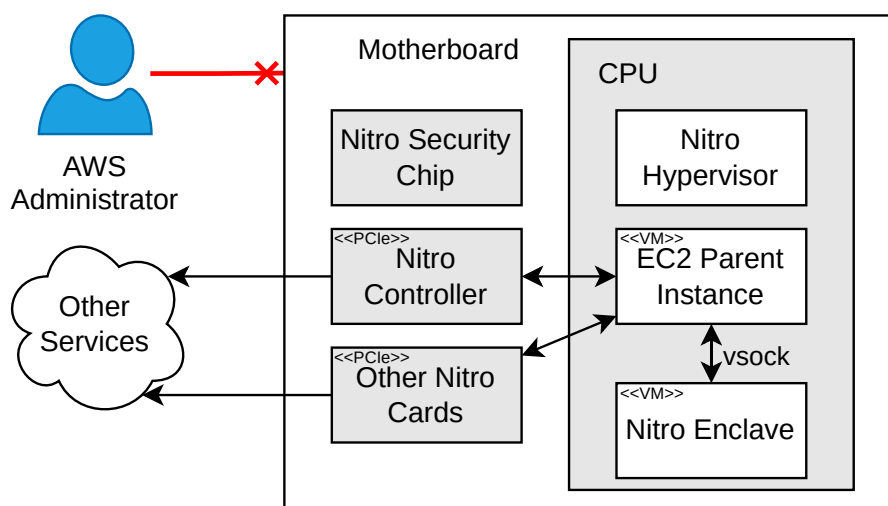 Motherboard
CPU
AWS
Administrator
Nitro Security
Chip
Nitro
Hypervisor
<<PCIe>>
Nitro
Controller
<<VM>>
EC2 Parent
Instance
Other
Services
<<PCIe>>
Other Nitro
Cards
vsock
<<VM>>
Nitro Enclave